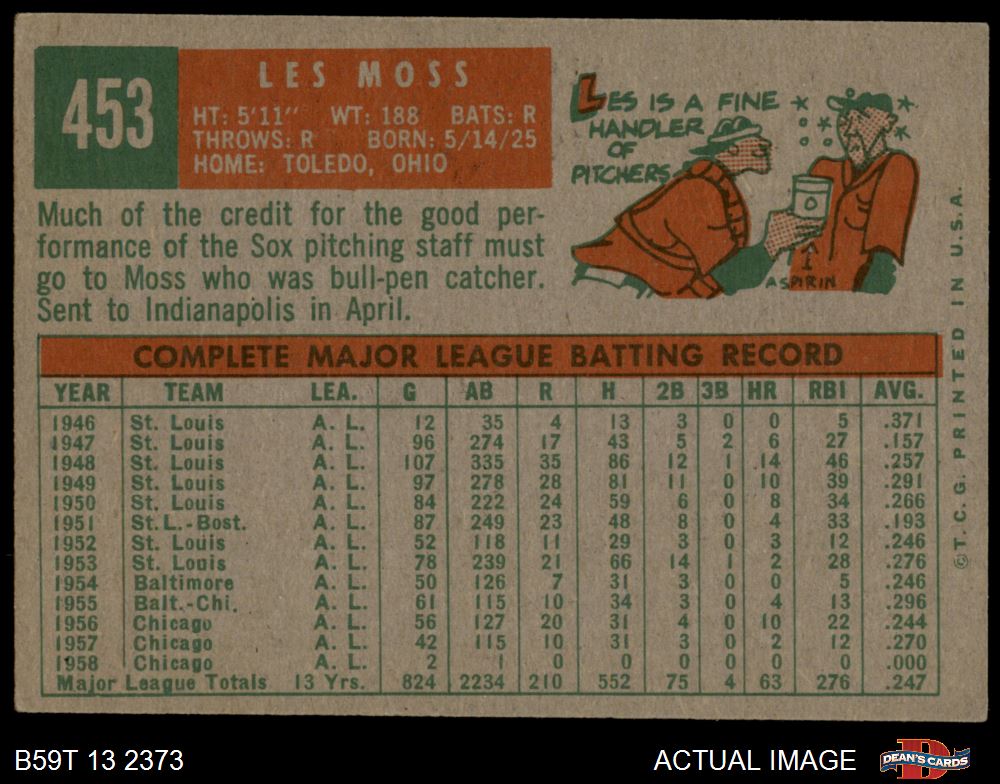 453
LES MOSS
HT: 5'11" WT: 188 BATS: R
THROWS: R BORN: 5/14/25
HOME: TOLEDO, OHIO
LES IS A FINE
HANDLER
OF
PITCHERS
ASPIRIN
Much of the credit for the good per-
formance of the Sox pitching staff must
go to Moss who was bull-pen catcher.
Sent to Indianapolis in April.
COMPLETE MAJOR LEAGUE BATTING RECORD
YEAR TEAM LEA. G AB R H 2B 3B HR RBI AVG.
1946 St. Louis A. L. 12 35 4 13 3 0 0 5 .371
1947 St. Louis A. L. 96 274 17 43 5 2 6 27 .157
1948 St. Louis A. L. 107 335 35 86 12 1 14 46 .257
1949 St. Louis A. L. 97 278 28 81 11 0 10 39 .291
1950 St. Louis A. L. 84 222 24 59 6 0 8 34 .266
1951 St.L.-Bost. A. L. 87 249 23 48 8 0 4 33 .193
1952 St. Louis A. L. 52 118 11 29 3 0 3 12 .246
1953 St. Louis A. L. 78 239 21 66 14 1 2 28 .276
1954 Baltimore A. L. 50 126 7 31 3 0 0 5 .246
1955 Balt.-Chi. A. L. 61 115 10 34 3 0 4 13 .296
1956 Chicago A. L. 56 127 20 31 4 0 10 22 .244
1957 Chicago A. L. 42 115 10 31 3 0 2 12 .270
1958 Chicago A. L. 2 1 0 0 0 0 0 0 .000
Major League Totals 13 Yrs. 824 2234 210 552 75 4 63 276 .247
© T. C. G. PRINTED IN U.S.A.
B59T 13 2373
ACTUAL IMAGE
D
DEAN'S CARDS